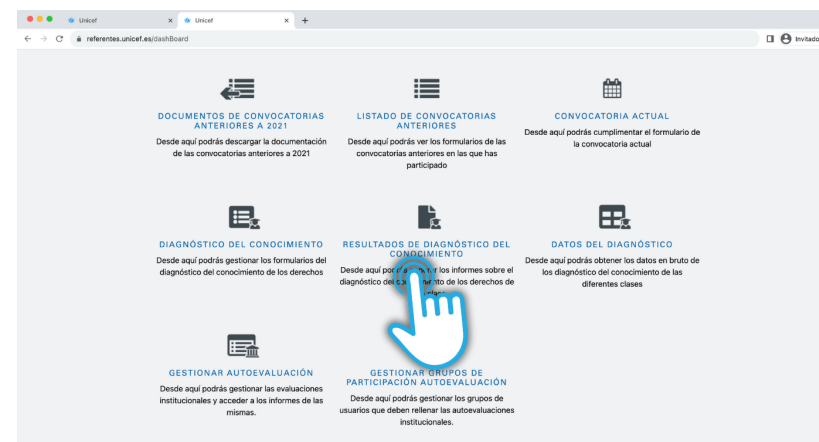 Unicef
Unicef
referentes.unicef.es/dashBoard
Invitado
DOCUMENTOS DE CONVOCATORIAS
ANTERIORES A 2021
Desde aquí podrás descargar la documentación
de las convocatorias anteriores a 2021
LISTADO DE CONVOCATORIAS
ANTERIORES
Desde aquí podrás ver los formularios de las
convocatorias anteriores en las que has
participado
CONVOCATORIA ACTUAL
Desde aquí podrás cumplimentar el formulario de
la convocatoria actual
DIAGNÓSTICO DEL CONOCIMIENTO
Desde aquí podrás gestionar los formularios del
diagnóstico del conocimiento de los derechos
RESULTADOS DE DIAGNÓSTICO DEL
CONOCIMIENTO
Desde aquí los informes sobre el
diagnóstico del de los derechos de
DATOS DEL DIAGNÓSTICO
Desde aquí podrás obtener los datos en bruto de
los diagnóstico del conocimiento de las
diferentes clases
GESTIONAR AUTOEVALUACIÓN
Desde aquí podrás gestionar las evaluaciones
institucionales y acceder a los informes de las
mismas.
GESTIONAR GRUPOS DE
PARTICIPACIÓN AUTOEVALUACIÓN
Desde aquí podrás gestionar los grupos de
usuarios que deben rellenar las autoevaluaciones
institucionales.